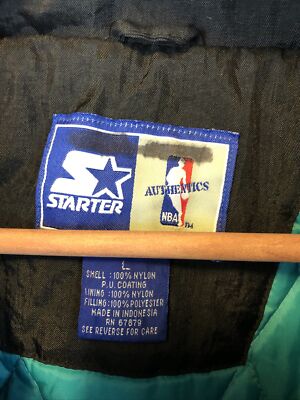 AUTHENTICS
STARTER
NBA
L
SHELL : 100% NYLON
P.U. COATING
LINING : 100% NYLON
FILLING: 100% POLYESTER
MADE IN INDONESIA
RN 67879
SEE REVERSE FOR CARE